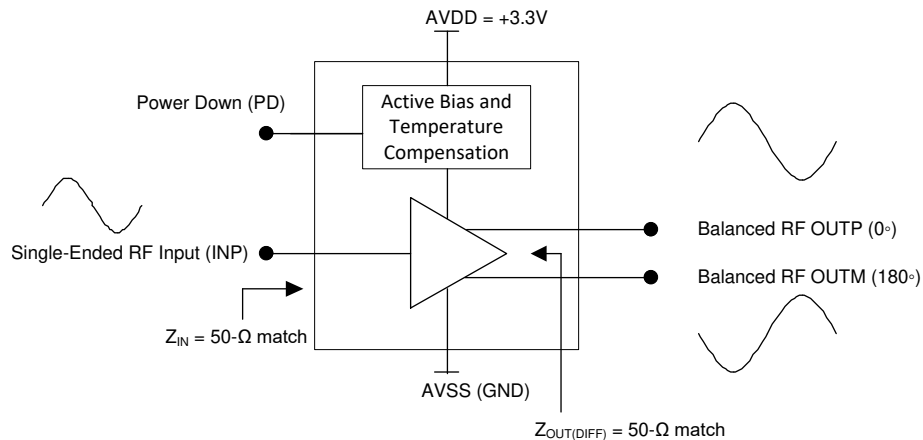 AVDD = +3.3V
Power Down (PD)
Active Bias and
Temperature
Compensation
Single-Ended RF Input (INP)
Balanced RF OUTP (0◦)
Balanced RF OUTM (180◦)
ZIN = 50-Ω match
AVSS (GND)
ZOUT(DIFF) = 50-Ω match